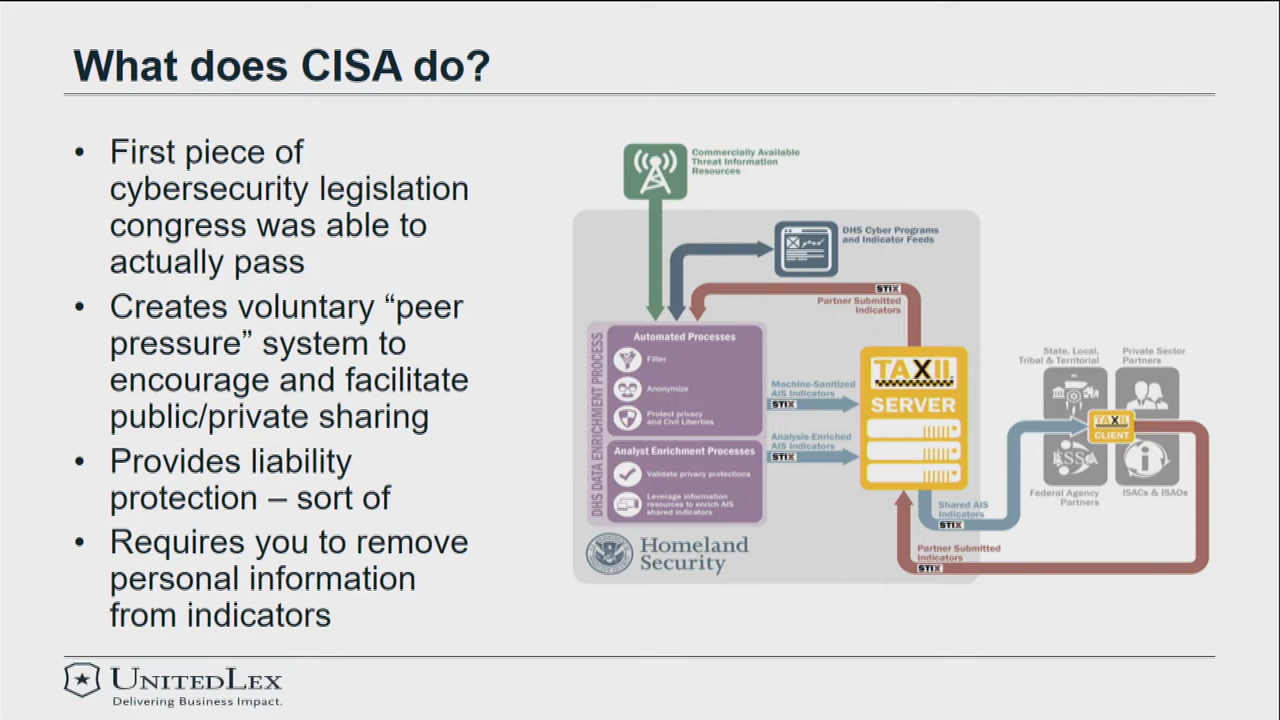 What does CISA do?
• First piece of
cybersecurity legislation
congress was able to
actually pass
• Creates voluntary “peer
pressure” system to
encourage and facilitate
public/private sharing
• Provides liability
protection – sort of
• Requires you to remove
personal information
from indicators
Commercially Available
Threat Information
Resources
DHS Cyber Programs
and Indicator Feeds
STIX
Partner Submitted
Indicators
DHS DATA ENRICHMENT PROCESS
Automated Processes
Filter
Anonymize
Protect privacy
and Civil Liberties
Analyst Enrichment Processes
Validate privacy protections
Leverage information
resources to enrich AIS
shared indicators
Machine-Sanitized
AIS Indicators
STIX
Analysis-Enriched
AIS Indicators
STIX
TAXII
SERVER
State, Local,
Tribal & Territorial
Private Sector
Partners
TAXII
CLIENT
Federal Agency
Partners
ISACs & ISAOs
Shared AIS
Indicators
STIX
Partner Submitted
Indicators
STIX
Homeland
Security
UNITEDLEX
Delivering Business Impact.